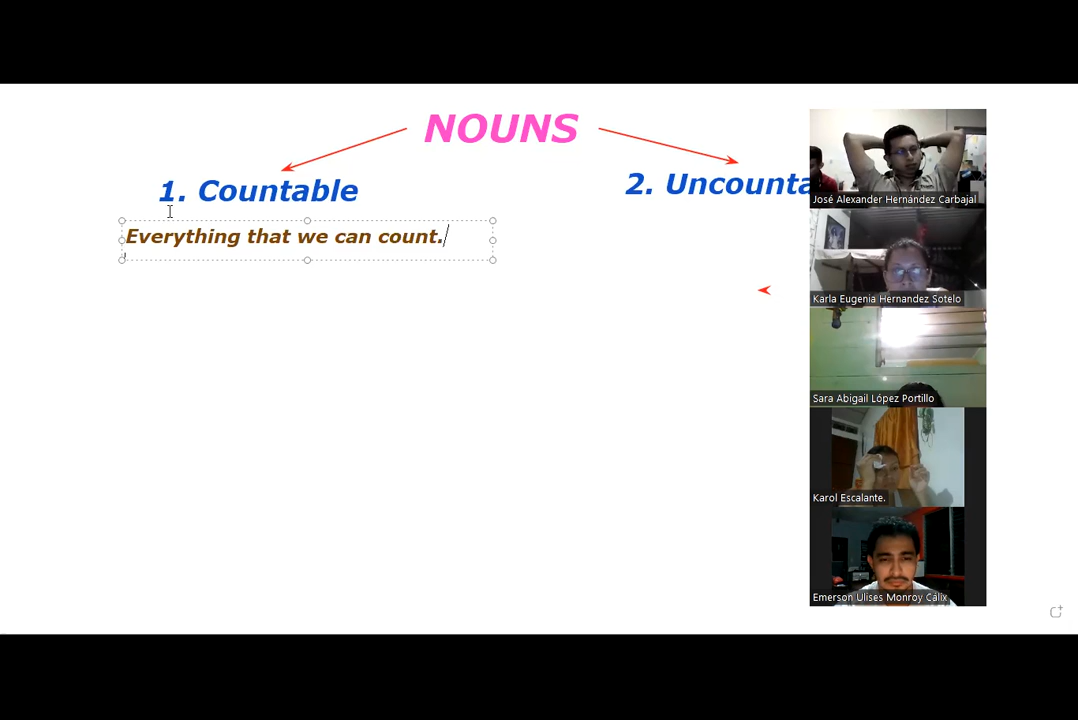 NOUNS
1. Countable
2. Uncounta
Everything that we can count.
José Alexander Hernández Carbajal
Karla Eugenia Hernandez Sotelo
Sara Abigail López Portillo
Karol Escalante.
Emerson Ulises Monroy Cálix